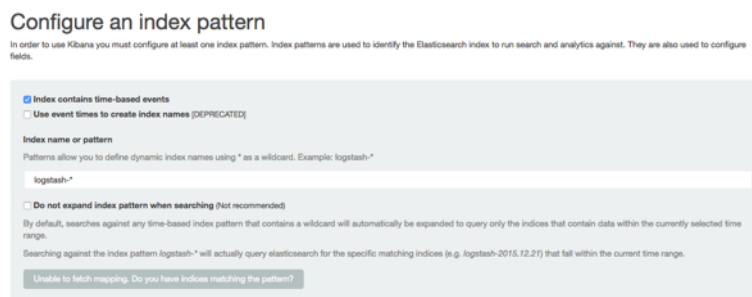 Configure an index pattern
In order to use Kibana you must configure at least one index pattern. Index patterns are used to identify the Elasticsearch index to run search and analytics against. They are also used to configure
fields.
Index contains time-based events
Use event times to create index names [DEPRECATED]
Index name or pattern
Patterns allow you to define dynamic index names using * as a wildcard. Example: logstash-*
logstash-*
Do not expand index pattern when searching (Not recommended)
By default, searches against any time-based index pattern that contains a wildcard will automatically be expanded to query only the indices that contain data within the currently selected time
range.
Searching against the index pattern logstash-* will actually query elasticsearch for the specific matching indices (e.g. logstash-2015.12.21) that fall within the current time range.
Unable to fetch mapping. Do you have indices matching the pattern?